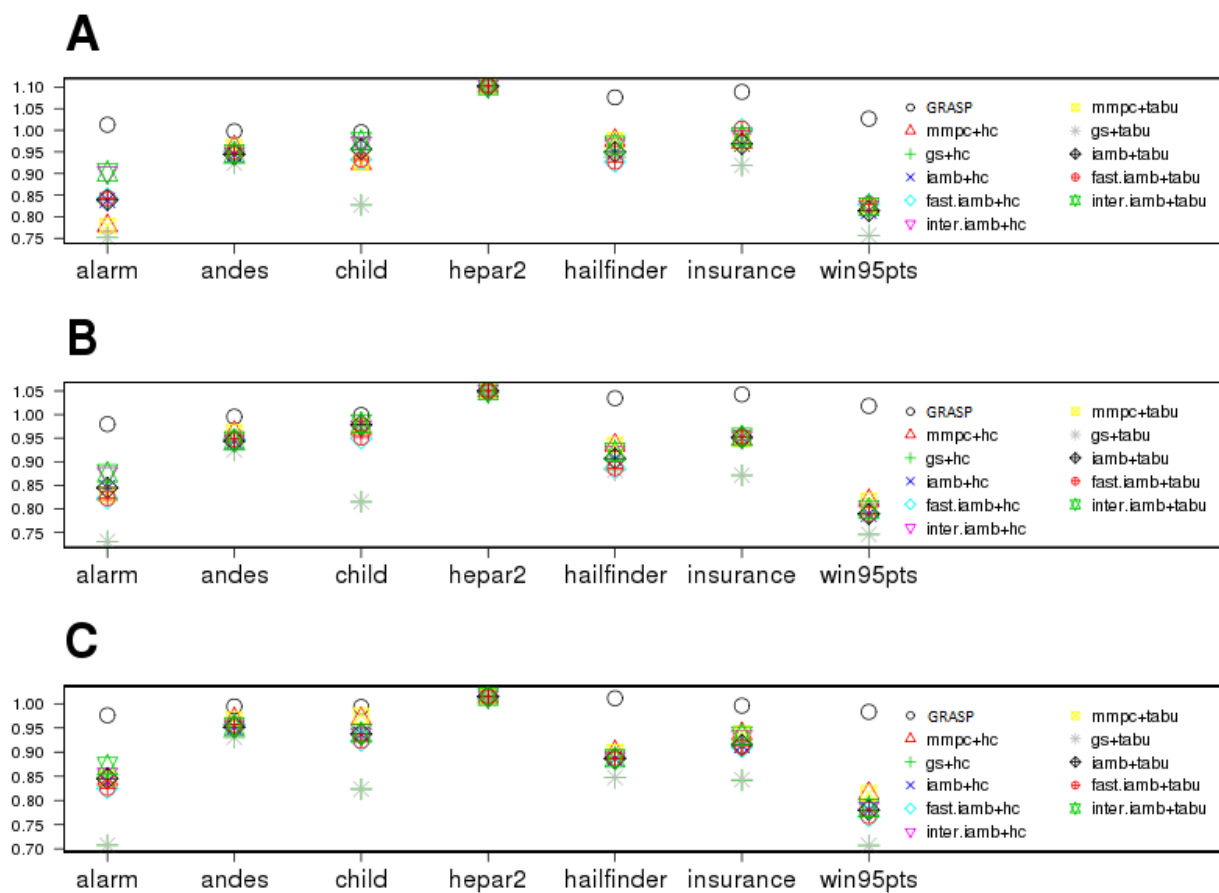 A
1.10
1.05
1.00
0.95
0.90
0.85
0.80
0.75
GRASP
mmpc+hc
gs+hc
iamb+hc
fast.iamb+hc
inter.iamb+hc
mmpc+tabu
gs+tabu
iamb+tabu
fast.iamb+tabu
inter.iamb+tabu
alarm andes child hepar2 hailfinder insurance win95pts
B
1.05
1.00
0.95
0.90
0.85
0.80
0.75
GRASP
mmpc+hc
gs+hc
iamb+hc
fast.iamb+hc
inter.iamb+hc
mmpc+tabu
gs+tabu
iamb+tabu
fast.iamb+tabu
inter.iamb+tabu
alarm andes child hepar2 hailfinder insurance win95pts
C
1.00
0.95
0.90
0.85
0.80
0.75
0.70
GRASP
mmpc+hc
gs+hc
iamb+hc
fast.iamb+hc
inter.iamb+hc
mmpc+tabu
gs+tabu
iamb+tabu
fast.iamb+tabu
inter.iamb+tabu
alarm andes child hepar2 hailfinder insurance win95pts